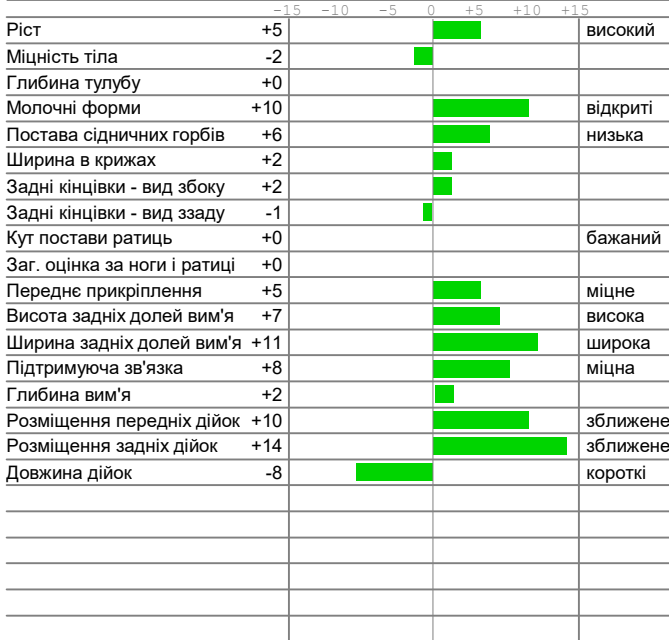 -15 -10 -5 0 +5 +10 +15
Ріст +5 високий
Міцність тіла -2
Глибина тулубу +0
Молочні форми +10 відкриті
Постава сідничних горбів +6 низька
Ширина в крижах +2
Задні кінцівки - вид збоку +2
Задні кінцівки - вид ззаду -1
Кут постави ратиць +0 бажаний
Заг. оцінка за ноги і ратиці +0
Переднє прикріплення +5 міцне
Висота задніх долей вим'я +7 висока
Ширина задніх долей вим'я +11 широка
Підтримуюча зв'язка +8 міцна
Глибина вим'я +2
Розміщення передніх дійок +10 зближене
Розміщення задніх дійок +14 зближене
Довжина дійок -8 короткі